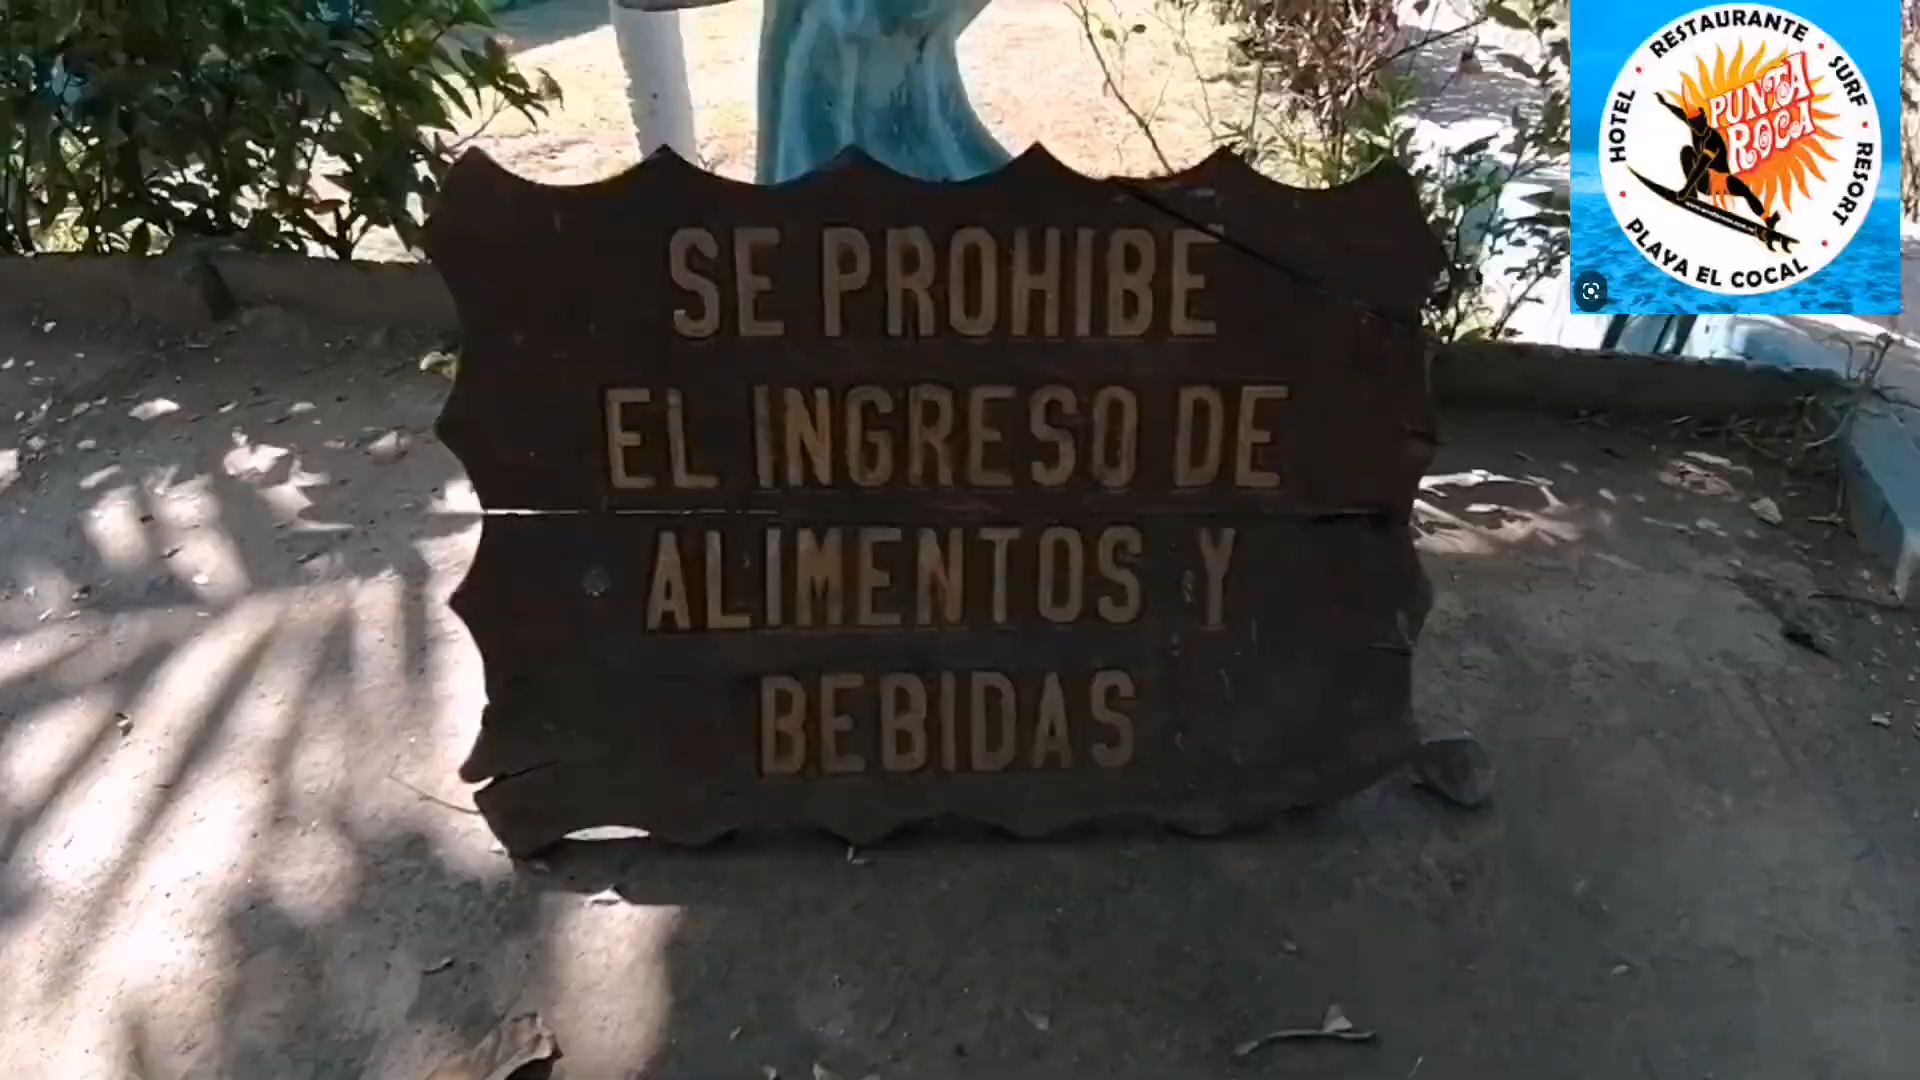 SE PROHIBE
EL INGRESO DE
ALIMENTOS Y
BEBIDAS
HOTEL • RESTAURANTE • SURF • RESORT
PUNTA
ROCA
• PLAYA EL COCAL •